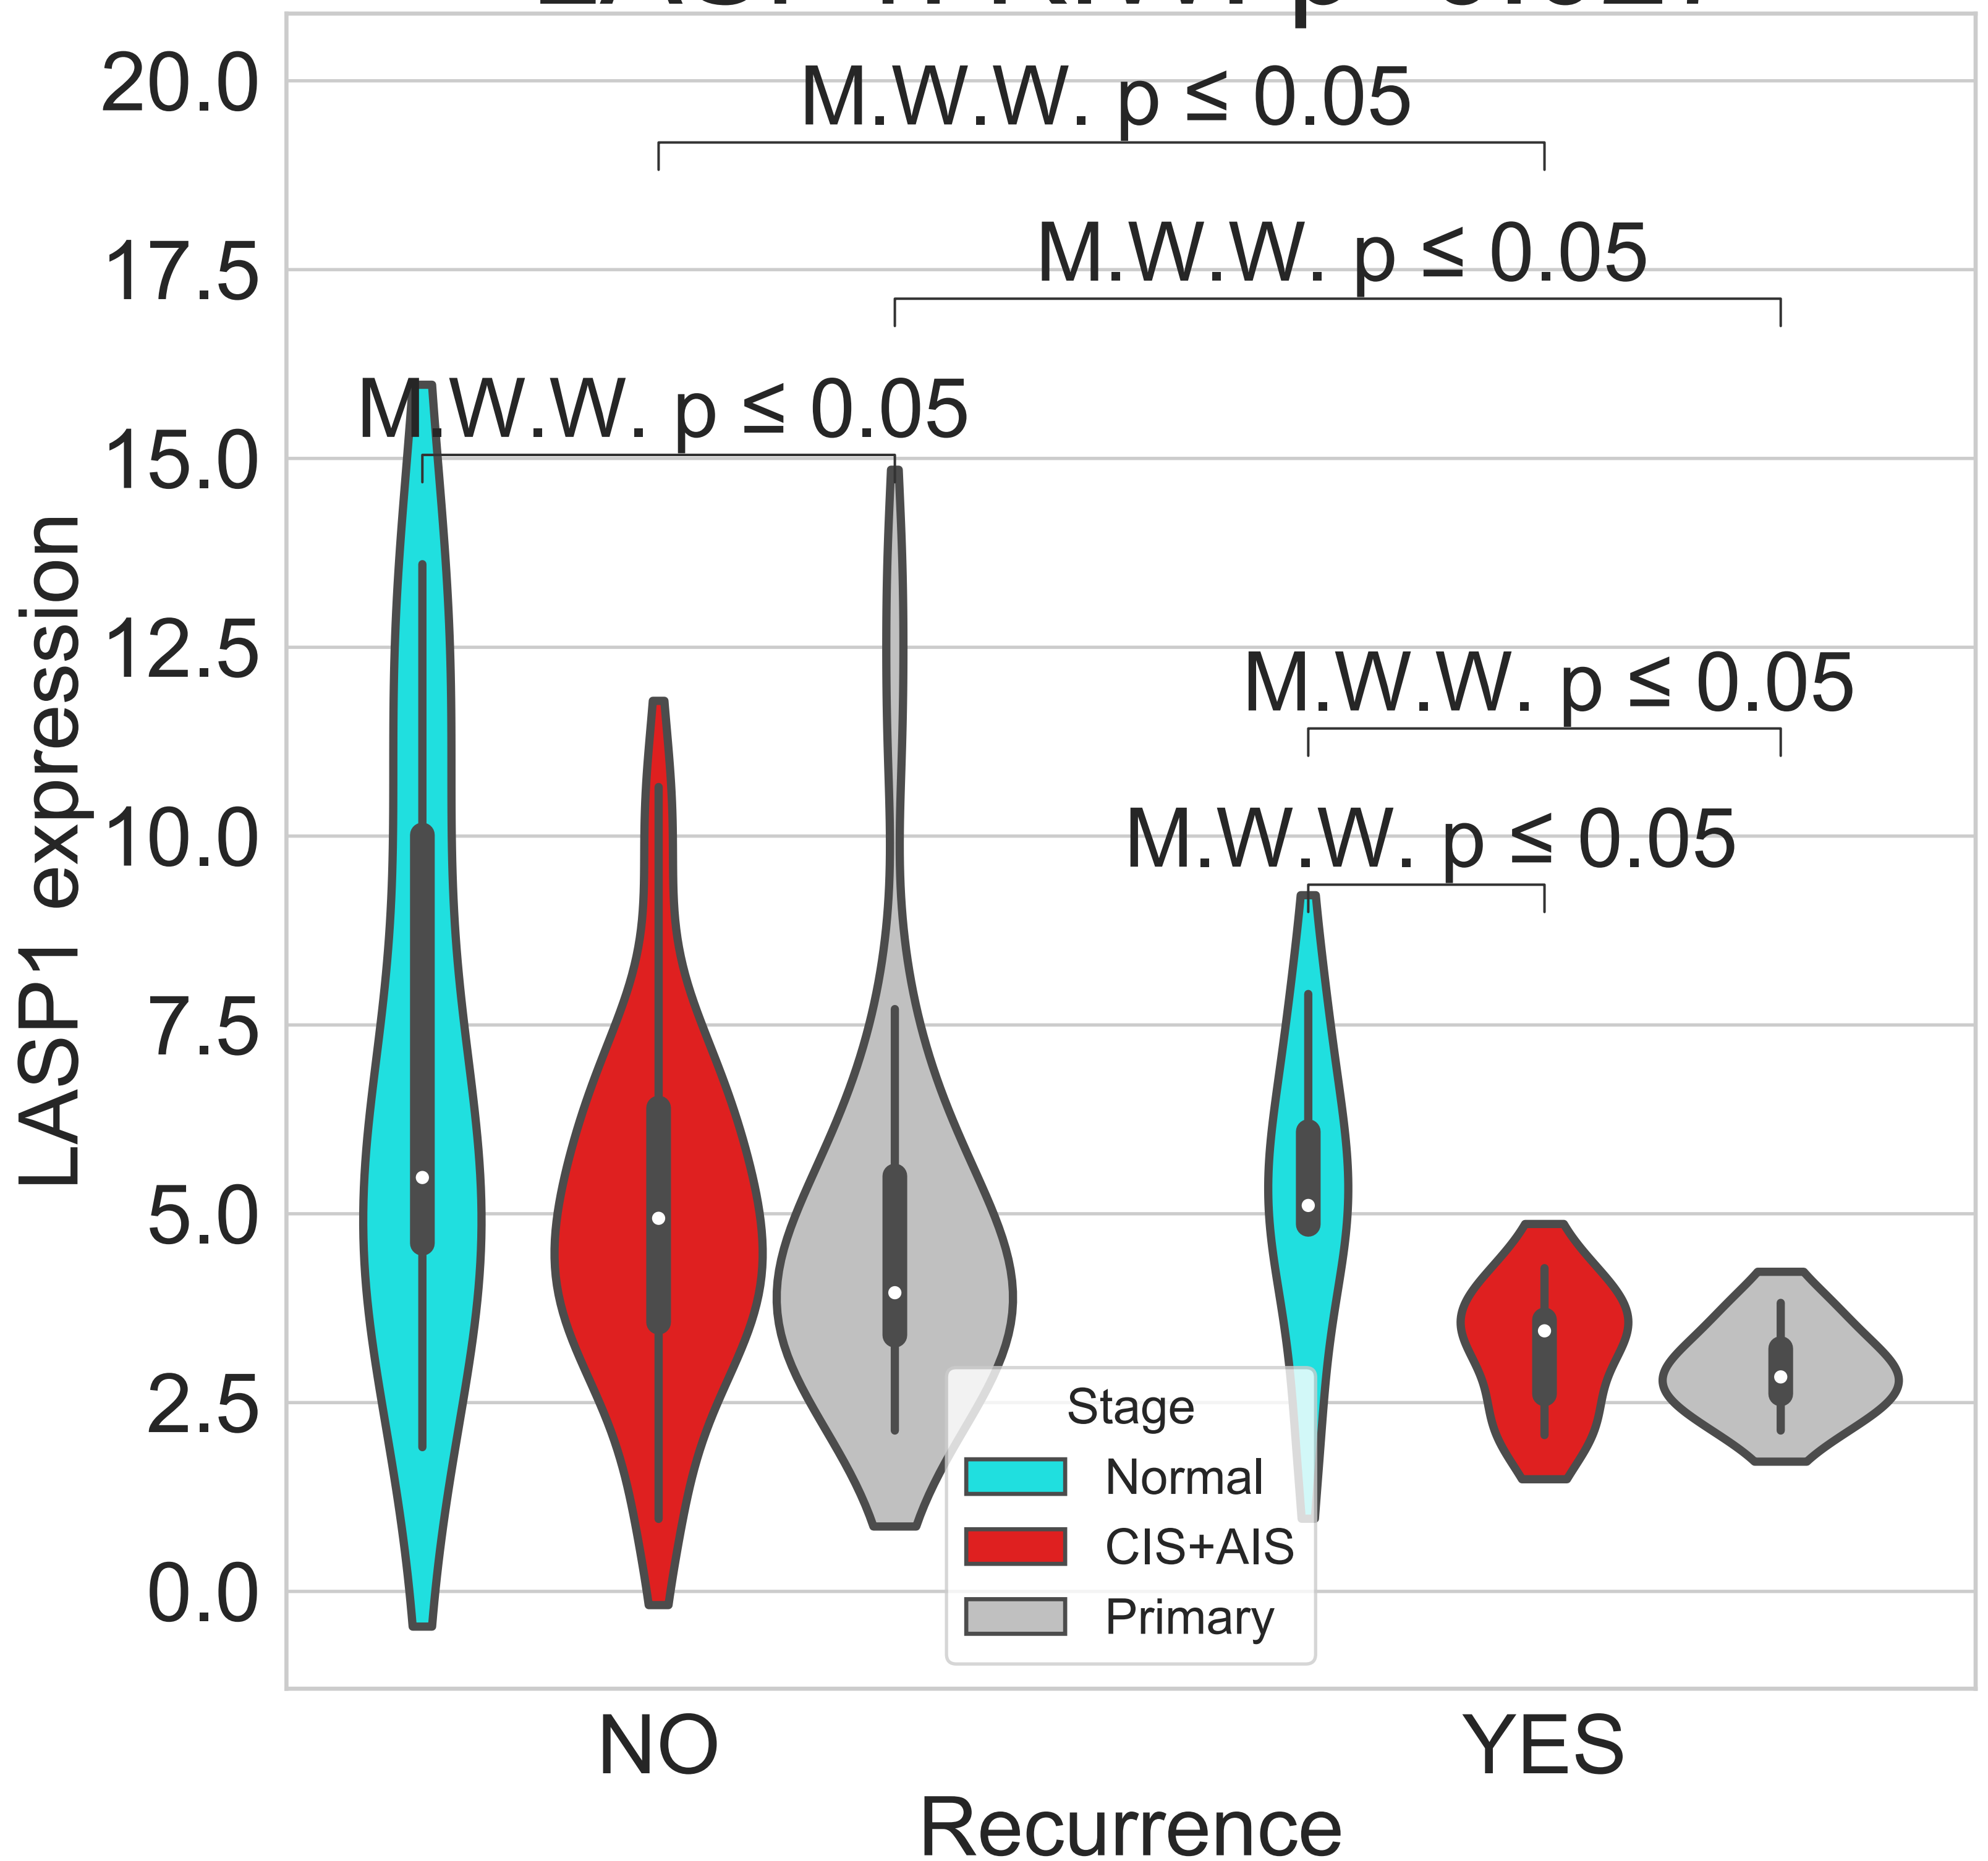 20.0
17.5
15.0
12.5
10.0
7.5
5.0
2.5
0.0
LASP1 expression
M.W.W. p ≤ 0.05
M.W.W. p ≤ 0.05
M.W.W. p ≤ 0.05
M.W.W. p ≤ 0.05
M.W.W. p ≤ 0.05
Stage
Normal
CIS+AIS
Primary
NO
YES
Recurrence